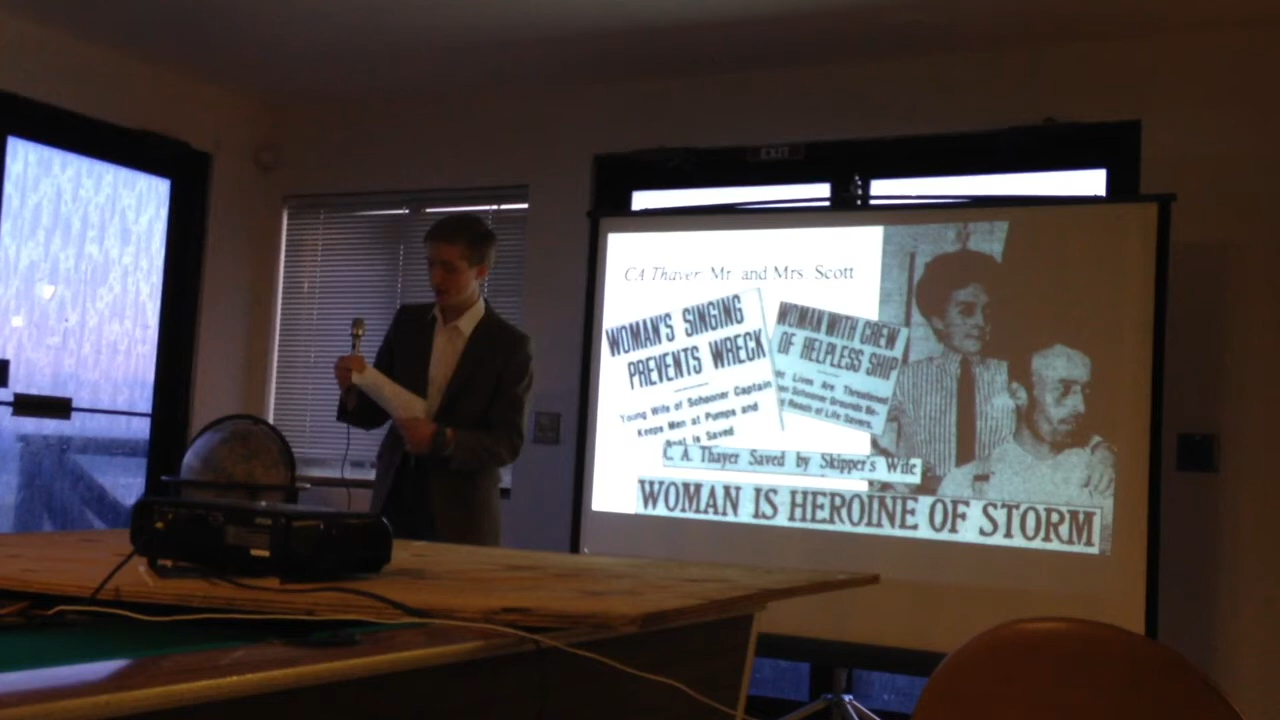 EXIT
CA Thayer: Mr. and Mrs. Scott
WOMAN'S SINGING
PREVENTS WRECK
Young Wife of Schooner Captain
Keeps Men at Pumps and
Boat is Saved
WOMAN WITH CREW
OF HELPLESS SHIP
Lives Are Threatened
Schooner Grounds Be-
Reach of Life Savers.
C. A. Thayer Saved by Skipper's Wife
WOMAN IS HEROINE OF STORM